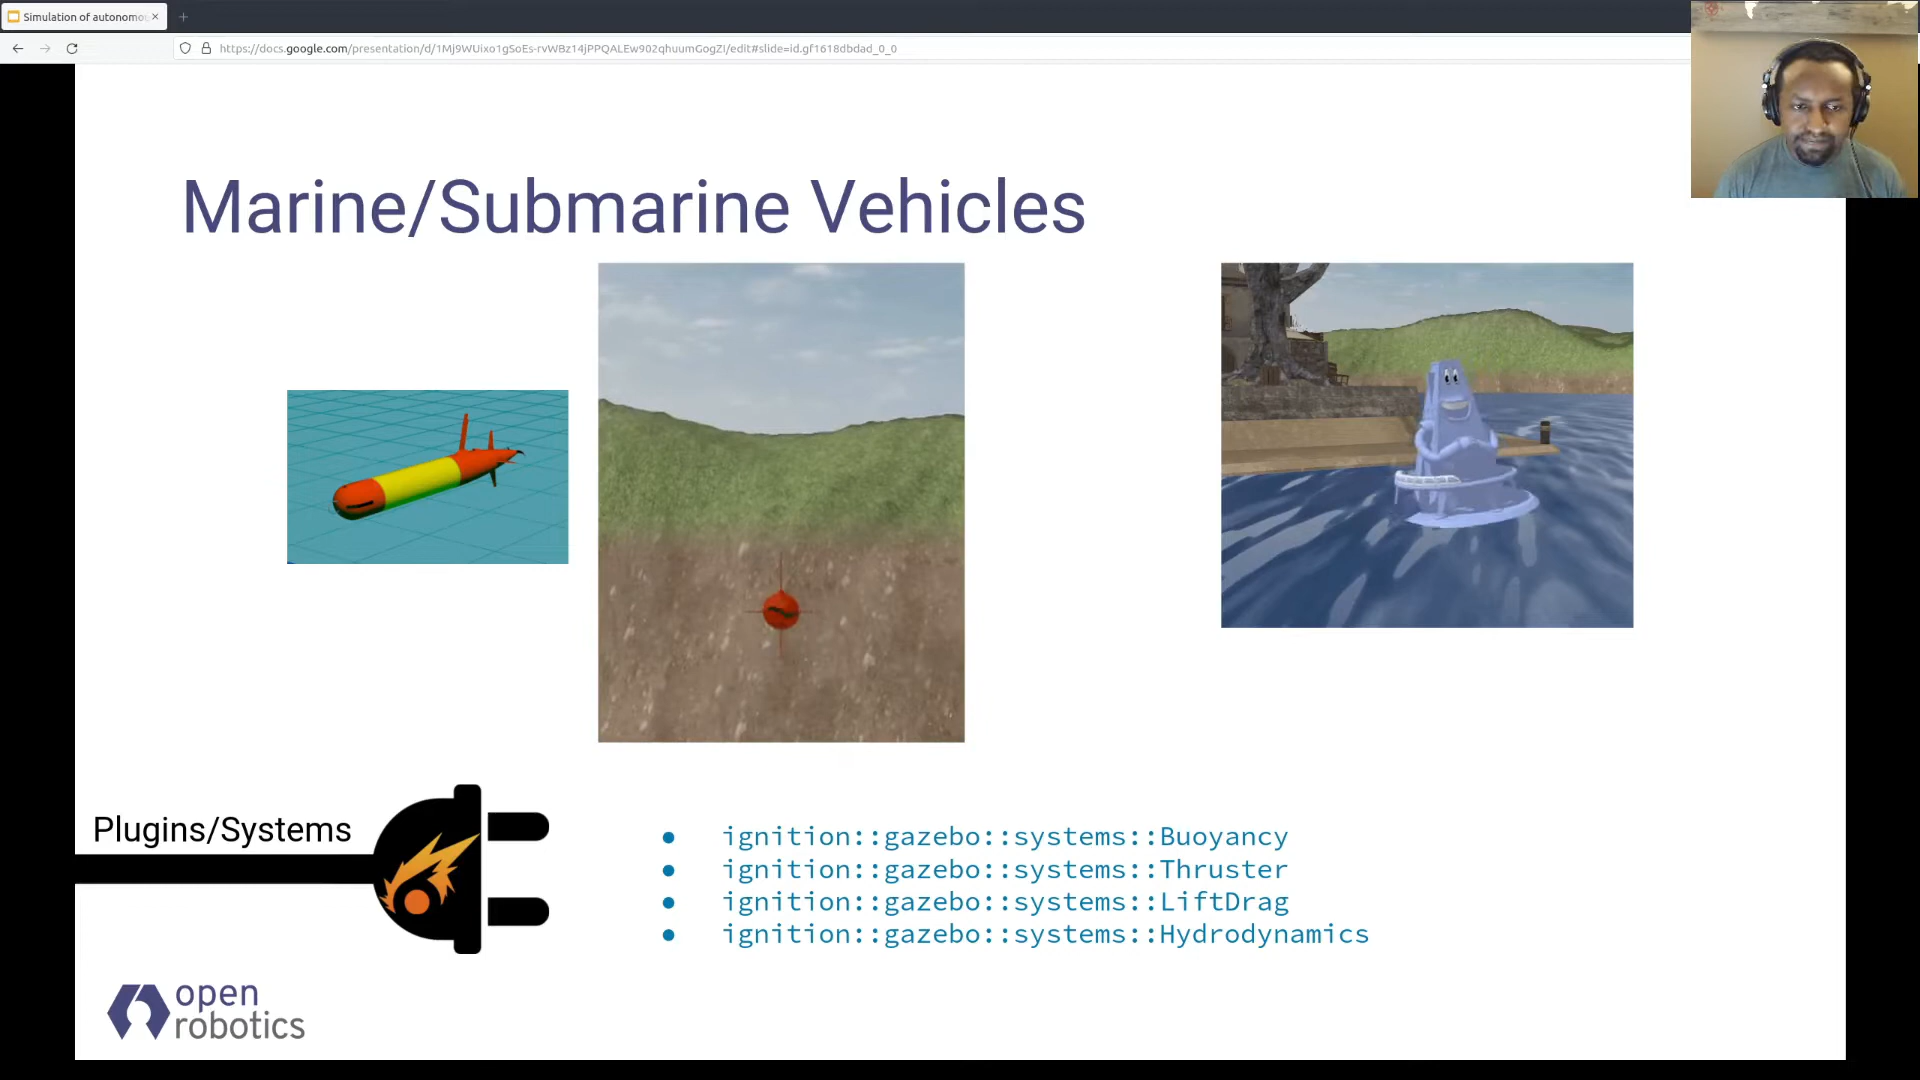 Simulation of autonomou
https://docs.google.com/presentation/d/1Mj9WUixo1gSoEs-rvWBz14jPPQALEw902qhuumGogZI/edit#slide=id.gf1618dbdad_0_0
Marine/Submarine Vehicles
Plugins/Systems
• ignition::gazebo::systems::Buoyancy
• ignition::gazebo::systems::Thruster
• ignition::gazebo::systems::LiftDrag
• ignition::gazebo::systems::Hydrodynamics
open
robotics